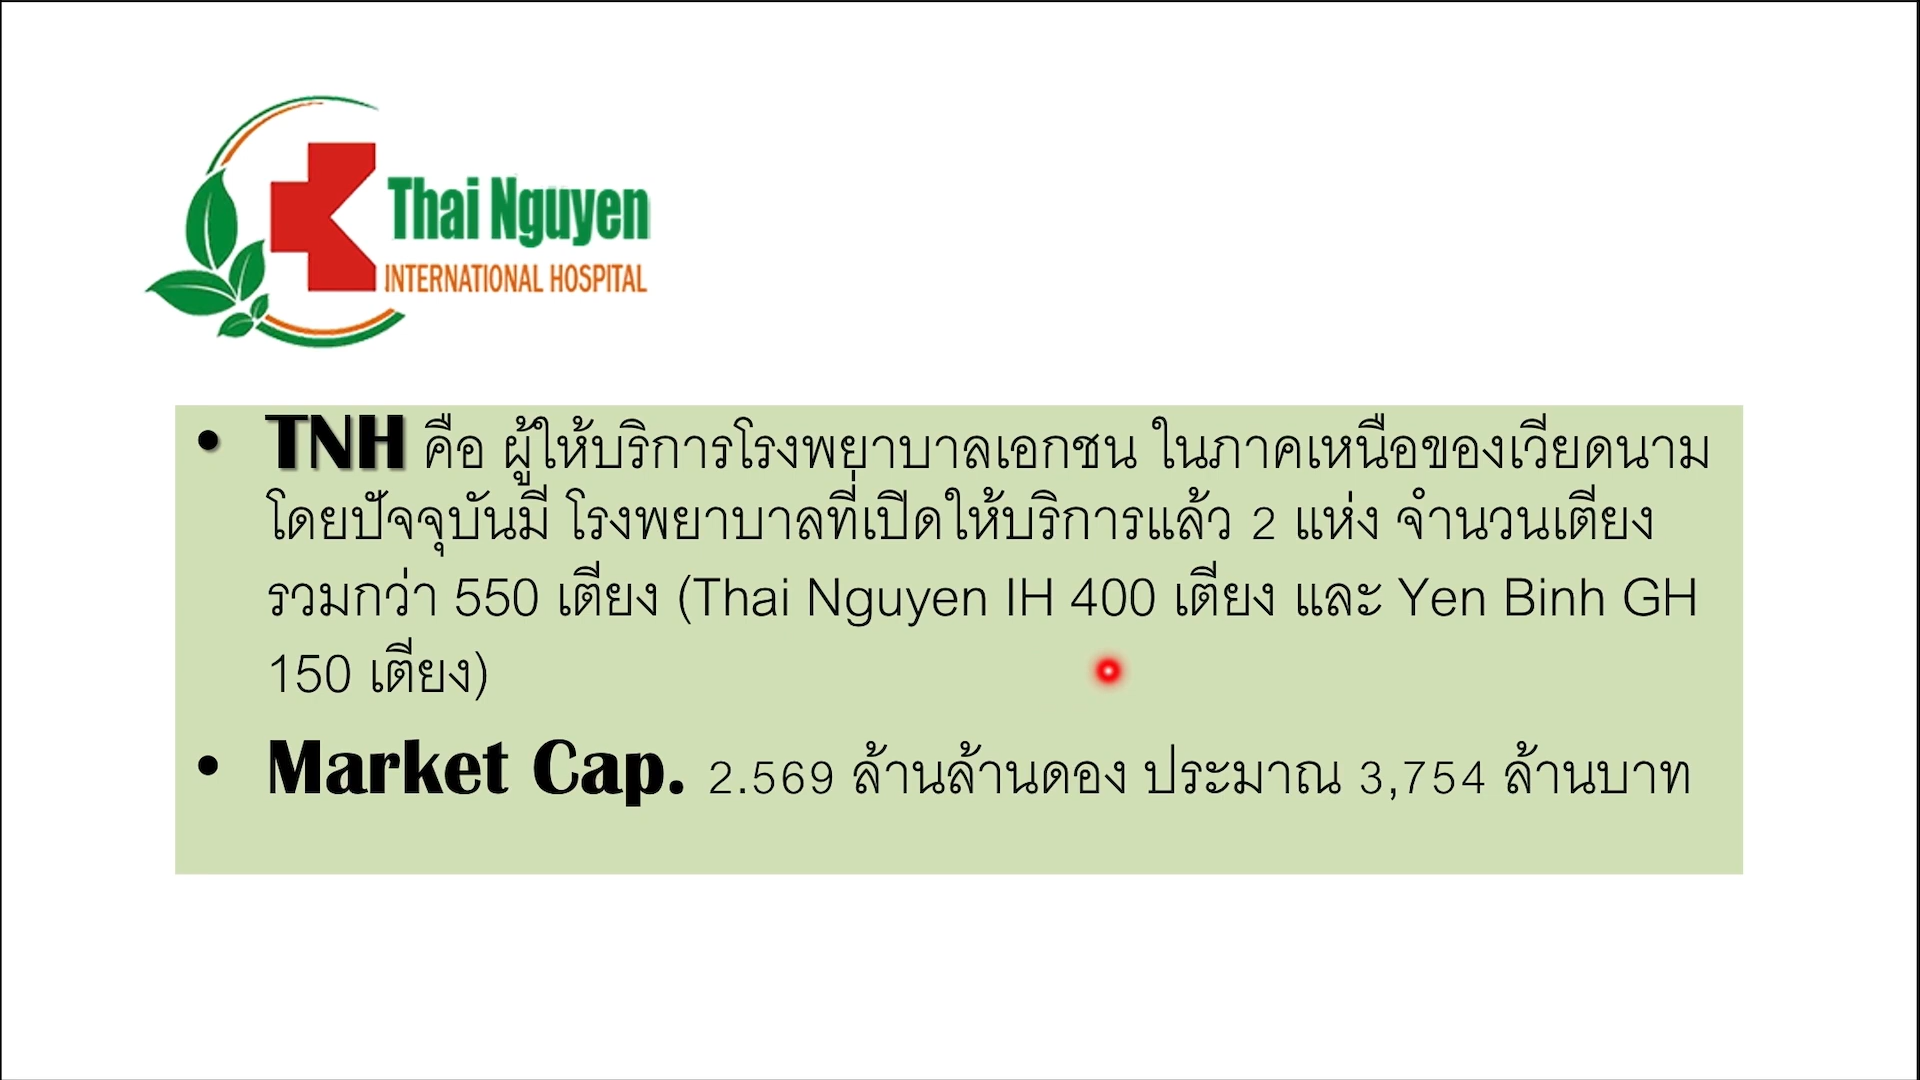 Thai Nguyen
INTERNATIONAL HOSPITAL
• TNH คือ ผู้ให้บริการโรงพยาบาลเอกชน ในภาคเหนือของเวียดนาม
โดยปัจจุบันมี โรงพยาบาลที่เปิดให้บริการแล้ว 2 แห่ง จำนวนเตียง
รวมกว่า 550 เตียง (Thai Nguyen IH 400 เตียง และ Yen Binh GH
150 เตียง)
• Market Cap. 2.569 ล้านล้านดอง ประมาณ 3,754 ล้านบาท